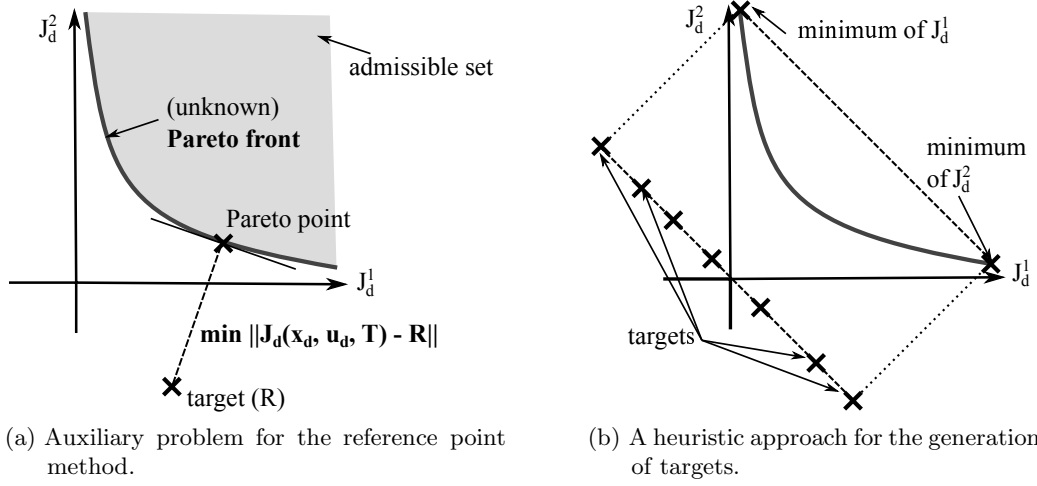 J_d^2
admissible set
(unknown)
Pareto front
Pareto point
J_d^1
min ||J_d(x_d, u_d, T) - R||
target (R)
(a) Auxiliary problem for the reference point
method.
J_d^2
minimum of J_d^1
minimum
of J_d^2
J_d^1
targets
(b) A heuristic approach for the generation
of targets.